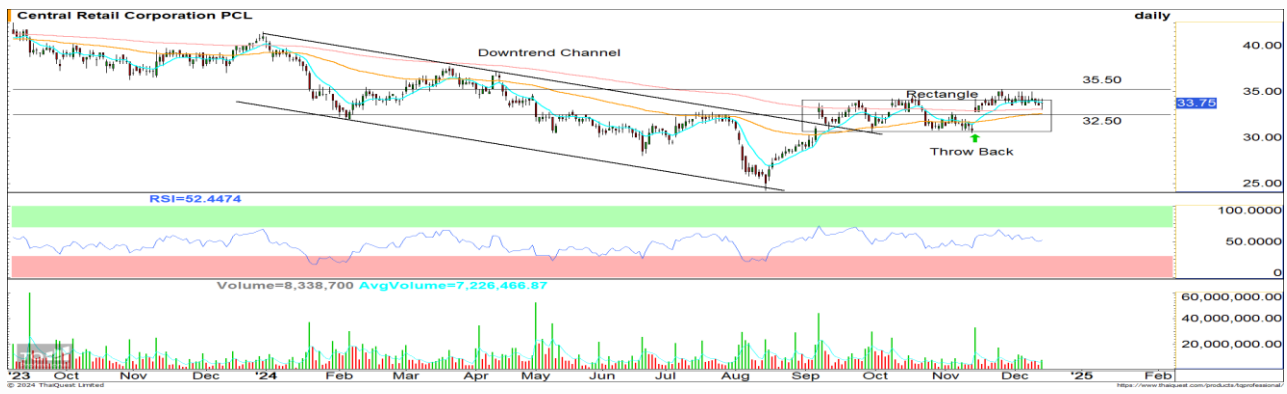 Central Retail Corporation PCL
daily
Downtrend Channel
40.00
35.50
35.00
Rectangle
33.75
32.50
30.00
Throw Back
25.00
RSI=52.4474
100.0000
50.0000
0
Volume=8,338,700 AvgVolume=7,226,466.87
60,000,000.00
40,000,000.00
20,000,000.00
'23 Oct Nov Dec '24 Feb Mar Apr May Jun Jul Aug Sep Oct Nov Dec '25 Feb
© 2024 ThaiQuest Limited
https://www.thaiquest.com/products/tqprofessional/